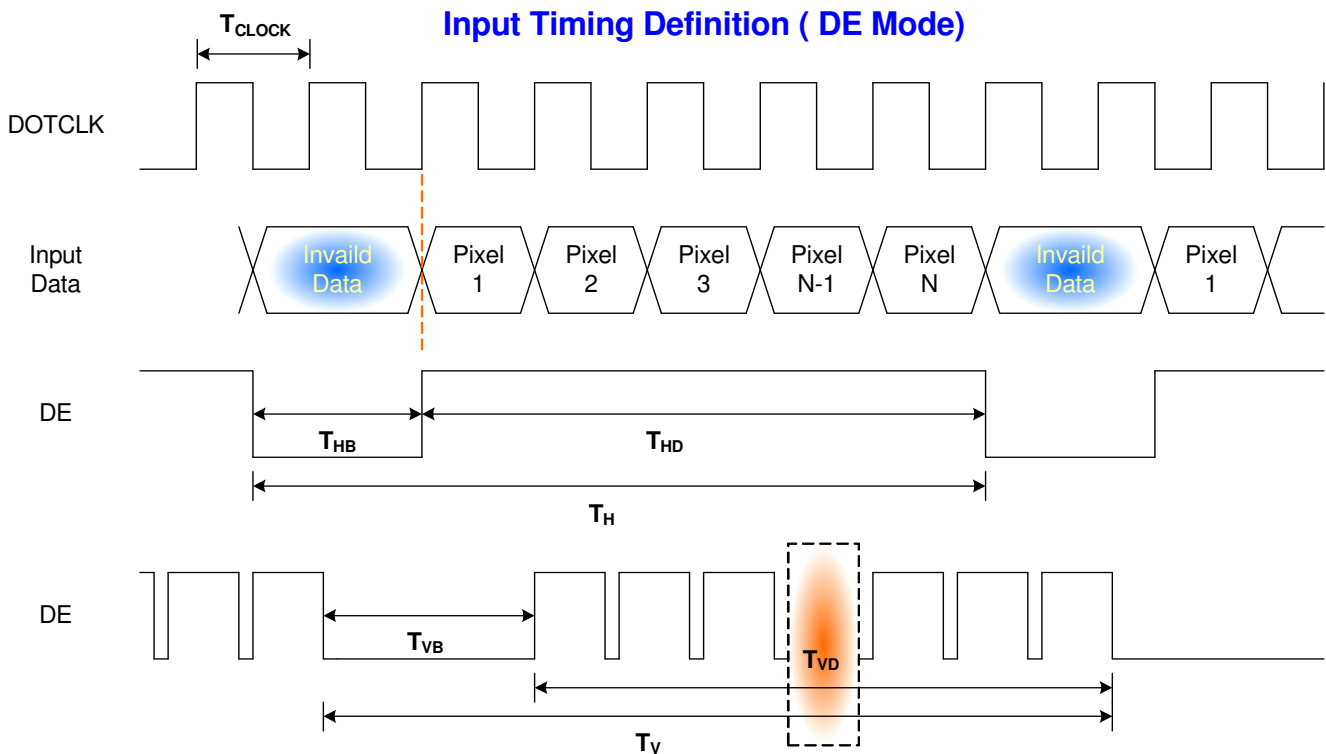 Input Timing Definition ( DE Mode)
TCLOCK
DOTCLK
Input
Data
Invaild
Data
Pixel
1
Pixel
2
Pixel
3
Pixel
N-1
Pixel
N
Invaild
Data
Pixel
1
DE
THB
THD
TH
DE
TVB
TVD
TV